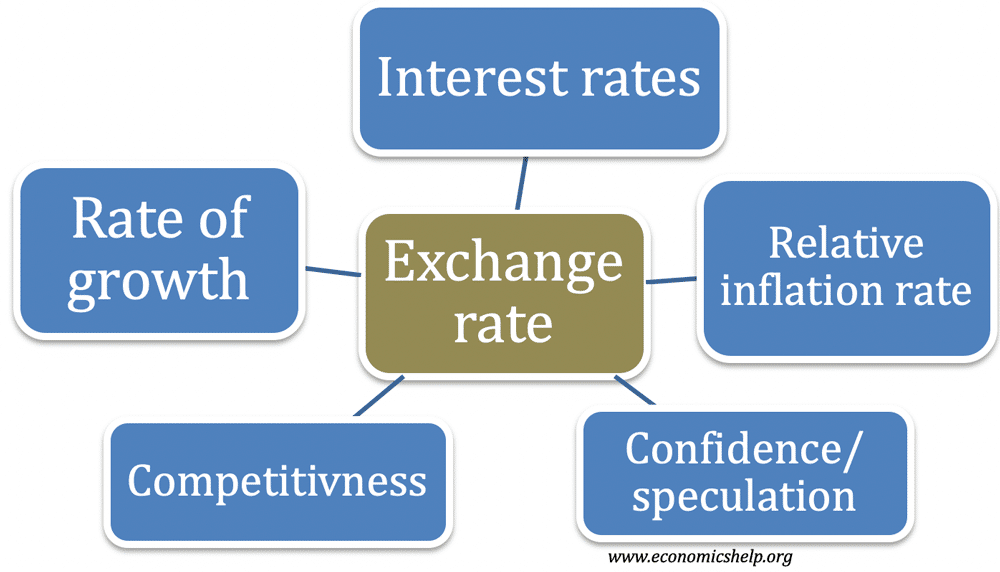 Interest rates
Rate of
growth
Exchange
rate
Relative
inflation rate
Competitivness
Confidence/
speculation
www.economicshelp.org